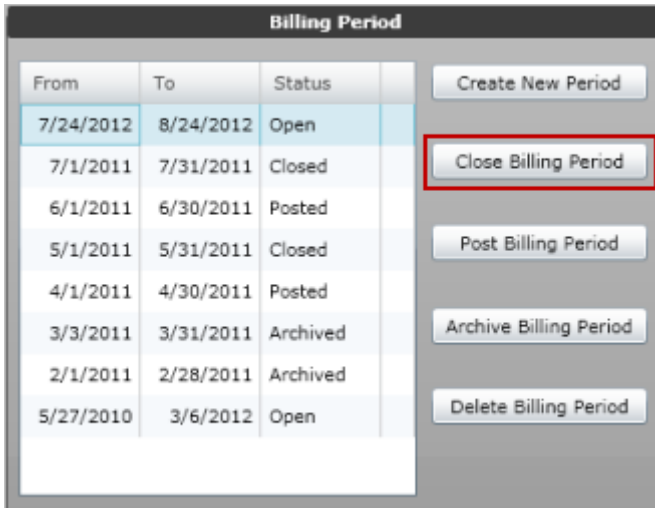 Billing Period
From To Status
7/24/2012 8/24/2012 Open
7/1/2011 7/31/2011 Closed
6/1/2011 6/30/2011 Posted
5/1/2011 5/31/2011 Closed
4/1/2011 4/30/2011 Posted
3/3/2011 3/31/2011 Archived
2/1/2011 2/28/2011 Archived
5/27/2010 3/6/2012 Open
Create New Period
Close Billing Period
Post Billing Period
Archive Billing Period
Delete Billing Period